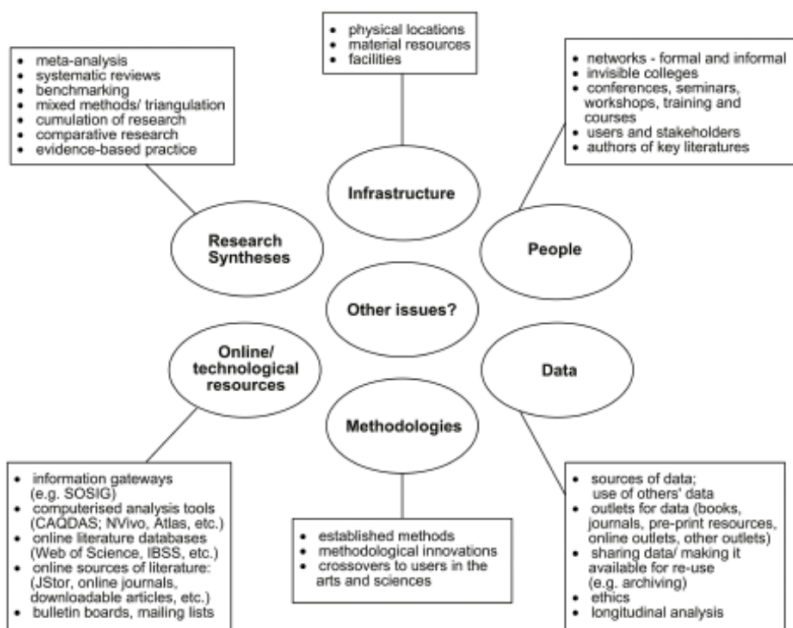 • physical locations
• material resources
• facilities
• meta-analysis
• systematic reviews
• benchmarking
• mixed methods/ triangulation
• cumulation of research
• comparative research
• evidence-based practice
• networks - formal and informal
• invisible colleges
• conferences, seminars,
workshops, training and
courses
• users and stakeholders
• authors of key literatures
Infrastructure
Research
Syntheses
People
Other issues?
Online/
technological
resources
Data
Methodologies
• information gateways
(e.g. SOSIG)
• computerised analysis tools
(CAQDAS; NVivo, Atlas, etc.)
• online literature databases
(Web of Science, IBSS, etc.)
• online sources of literature:
(JStor, online journals,
downloadable articles, etc.)
• bulletin boards, mailing lists
• established methods
• methodological innovations
• crossovers to users in the
arts and sciences
• sources of data;
use of others' data
• outlets for data (books,
journals, pre-print resources,
online outlets, other outlets)
• sharing data/ making it
available for re-use
(e.g. archiving)
• ethics
• longitudinal analysis